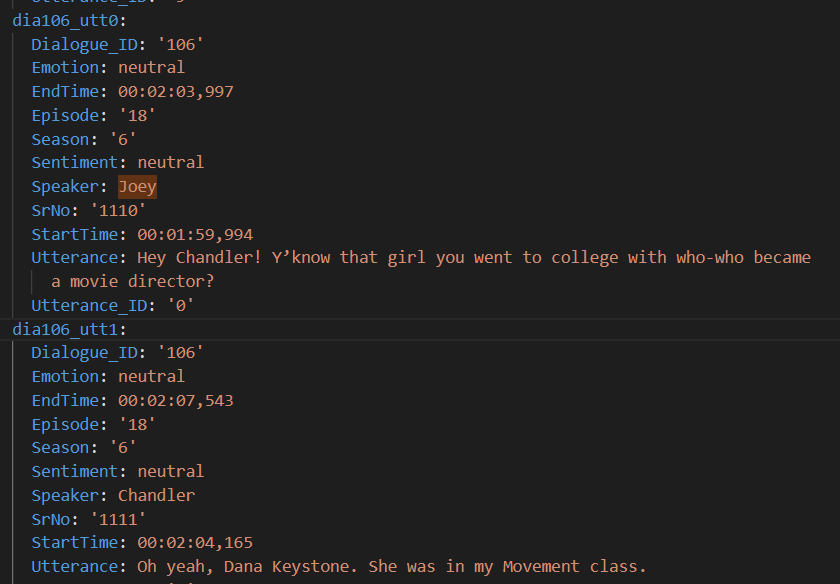 dia106_utt0:
Dialogue_ID: '106'
Emotion: neutral
EndTime: 00:02:03,997
Episode: '18'
Season: '6'
Sentiment: neutral
Speaker: Joey
SrNo: '1110'
StartTime: 00:01:59,994
Utterance: Hey Chandler! Y’know that girl you went to college with who-who became
a movie director?
Utterance_ID: '0'
dia106_utt1:
Dialogue_ID: '106'
Emotion: neutral
EndTime: 00:02:07,543
Episode: '18'
Season: '6'
Sentiment: neutral
Speaker: Chandler
SrNo: '1111'
StartTime: 00:02:04,165
Utterance: Oh yeah, Dana Keystone. She was in my Movement class.